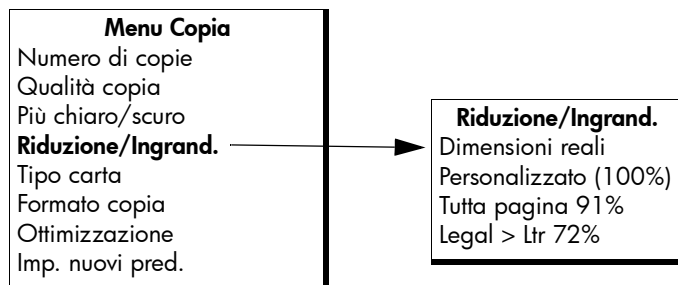 Menu Copia
Numero di copie
Qualità copia
Più chiaro/scuro
Riduzione/Ingrand.
Tipo carta
Formato copia
Ottimizzazione
Imp. nuovi pred.
Riduzione/Ingrand.
Dimensioni reali
Personalizzato (100%)
Tutta pagina 91%
Legal > Ltr 72%